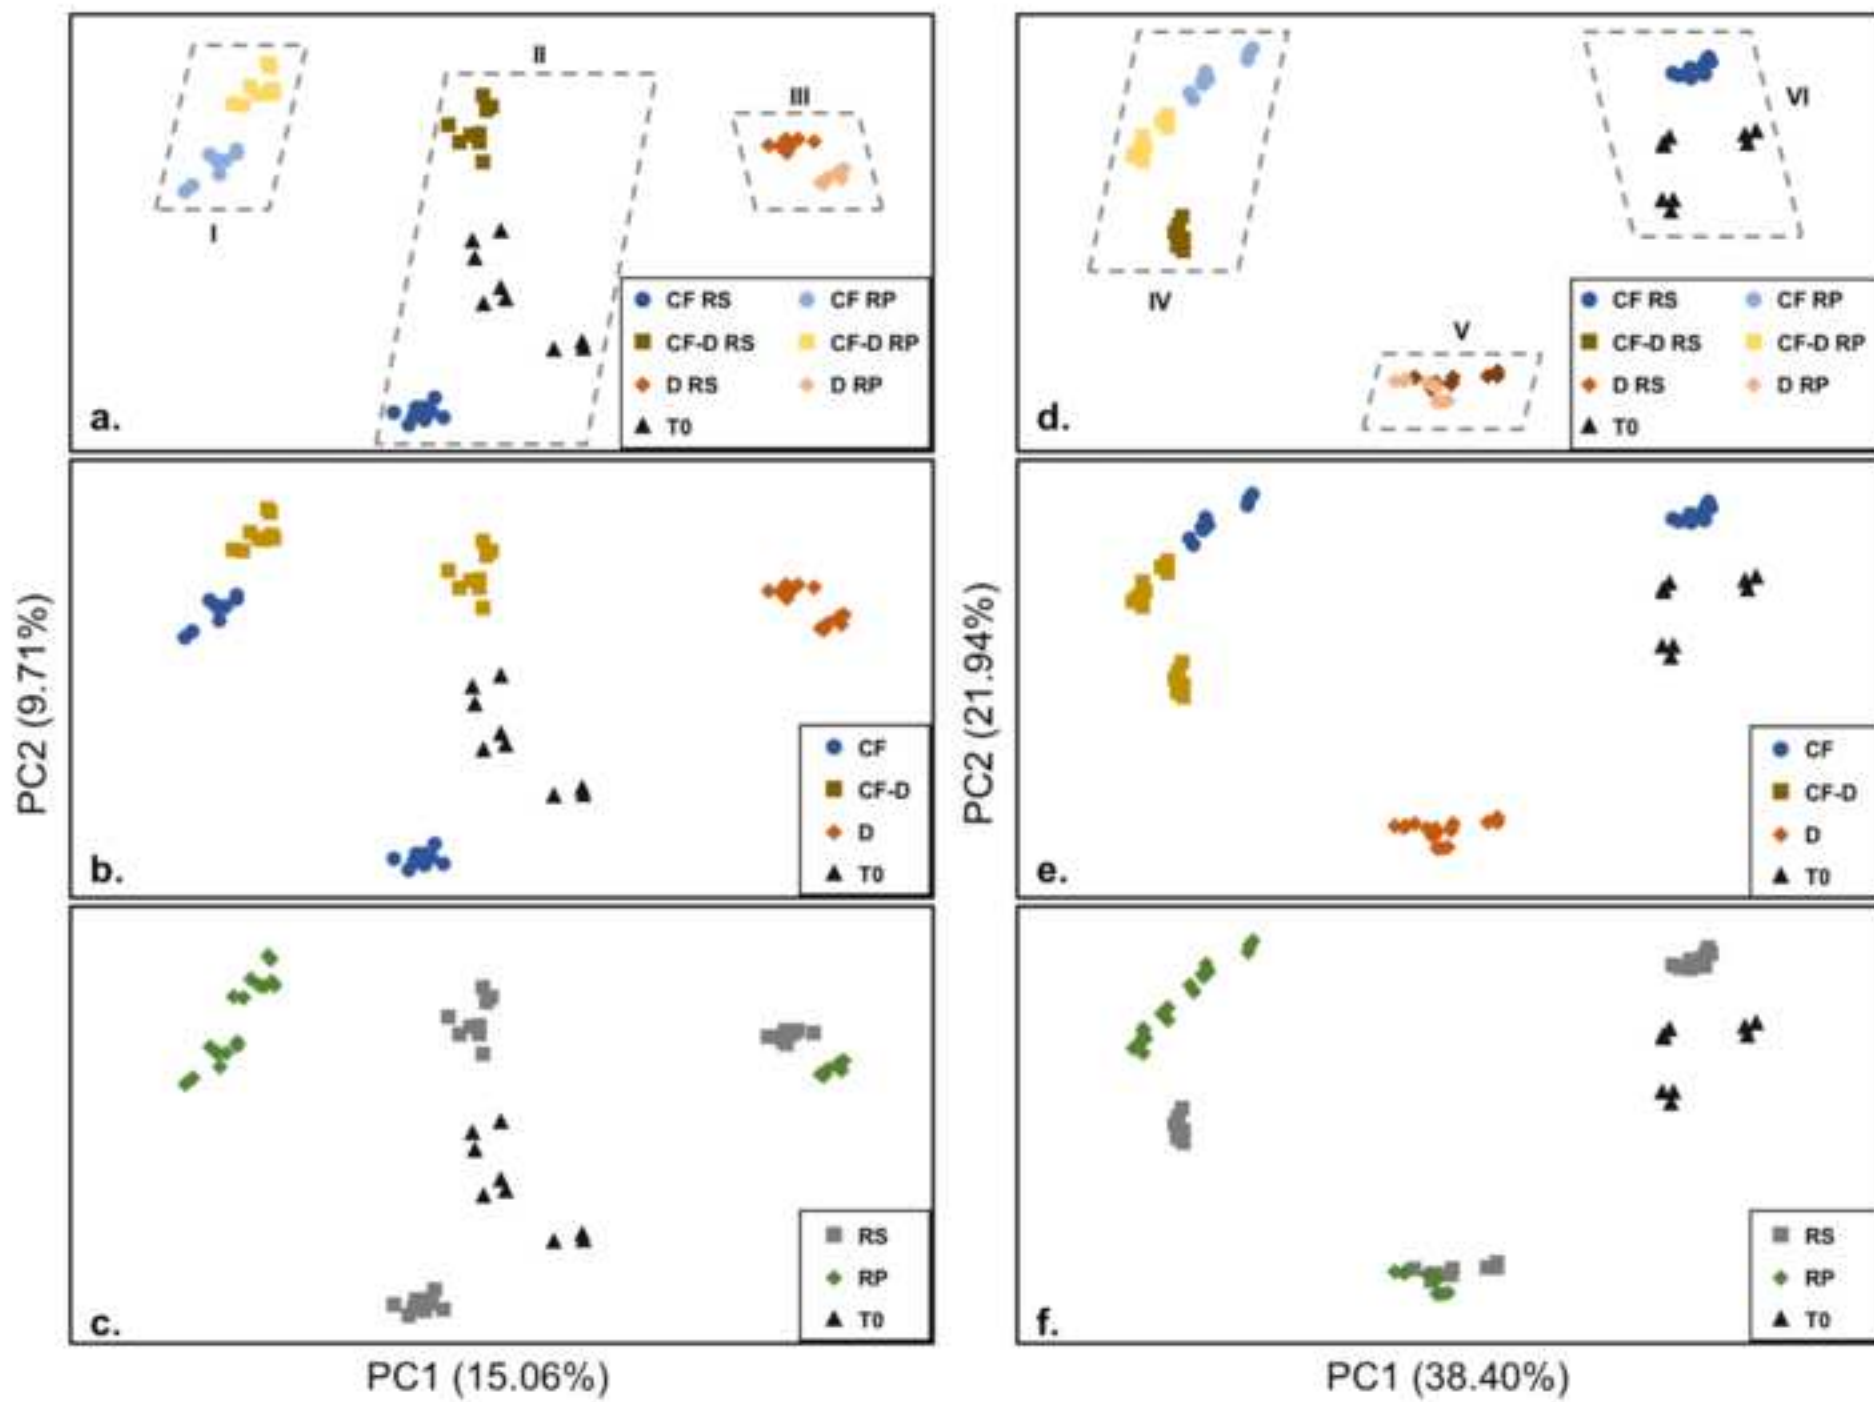 II
III
I
CF RS CF RP
CF-D RS CF-D RP
D RS D RP
T0
a.
VI
IV
V
CF RS CF RP
CF-D RS CF-D RP
D RS D RP
T0
d.
PC2 (9.71%)
CF
CF-D
D
T0
b.
PC2 (21.94%)
CF
CF-D
D
T0
e.
RS
RP
T0
c.
RS
RP
T0
f.
PC1 (15.06%)
PC1 (38.40%)